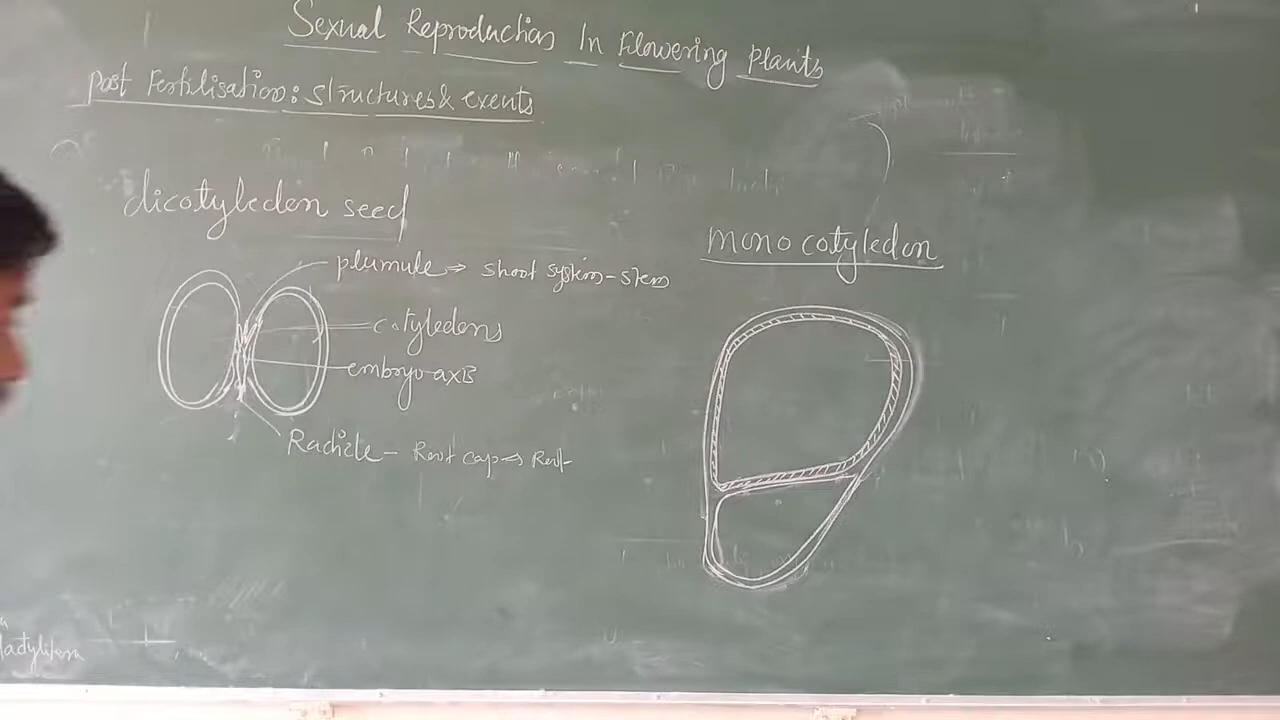 Sexual Reproduction In Flowering Plants
Post Fertilisation: structures & events
dicotyledon seed
plumule → shoot system - stem
cotyledons
embryo axis
Radicle - Root cap → Root
mono cotyledon